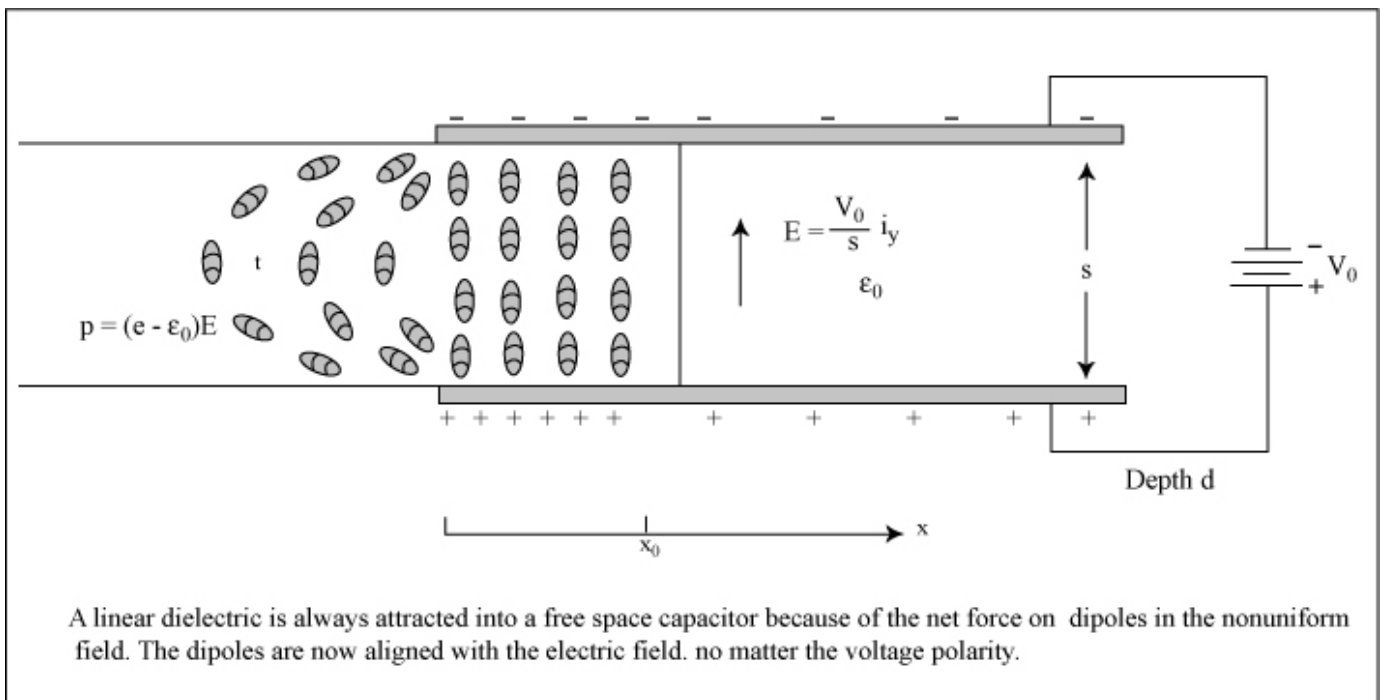 - - - - - - - -
E = V₀/s i_y
ε₀
s
- V₀
+
t
p = (e - ε₀)E
+ + + + + + + + + + +
Depth d
x
x₀
A linear dielectric is always attracted into a free space capacitor because of the net force on dipoles in the nonuniform
field. The dipoles are now aligned with the electric field. no matter the voltage polarity.